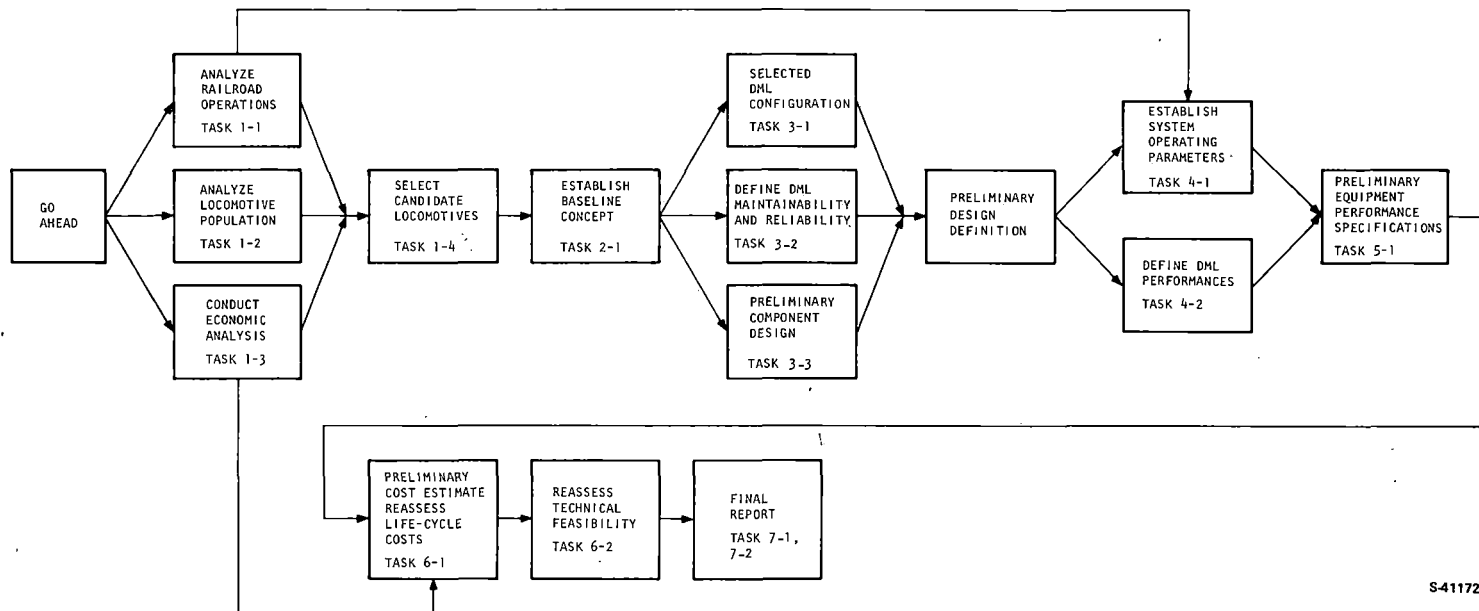 GO
AHEAD
ANALYZE
RAILROAD
OPERATIONS
TASK 1-1
ANALYZE
LOCOMOTIVE
POPULATION
TASK 1-2
CONDUCT
ECONOMIC
ANALYSIS
TASK 1-3
SELECT
CANDIDATE
LOCOMOTIVES
TASK 1-4
ESTABLISH
BASELINE
CONCEPT
TASK 2-1
SELECTED
DML
CONFIGURATION
TASK 3-1
DEFINE DML
MAINTAINABILITY
AND RELIABILITY
TASK 3-2
PRELIMINARY
COMPONENT
DESIGN
TASK 3-3
PRELIMINARY
DESIGN
DEFINITION
ESTABLISH
SYSTEM
OPERATING
PARAMETERS
TASK 4-1
DEFINE DML
PERFORMANCES
TASK 4-2
PRELIMINARY
EQUIPMENT
PERFORMANCE
SPECIFICATIONS
TASK 5-1
PRELIMINARY
COST ESTIMATE
REASSESS
LIFE-CYCLE
COSTS
TASK 6-1
REASSESS
TECHNICAL
FEASIBILITY
TASK 6-2
FINAL
REPORT
TASK 7-1,
7-2
S-41172